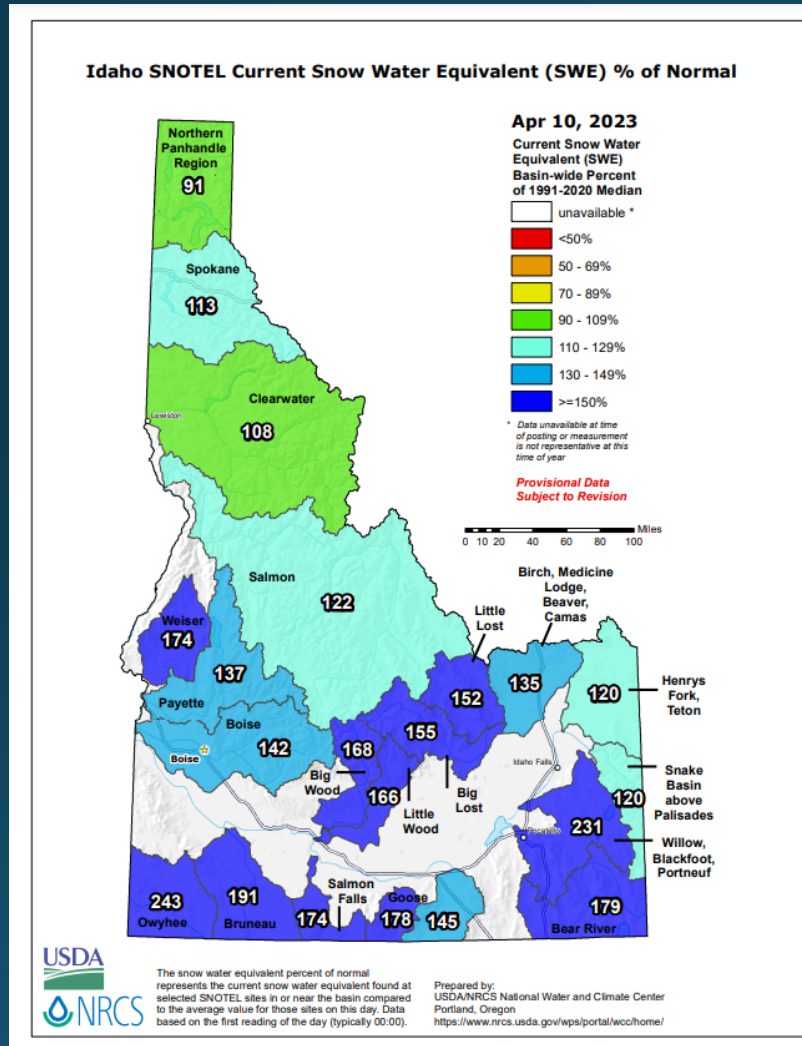 Idaho SNOTEL Current Snow Water Equivalent (SWE) % of Normal
Apr 10, 2023
Current Snow Water
Equivalent (SWE)
Basin-wide Percent
of 1991-2020 Median
unavailable *
<50%
50 - 69%
70 - 89%
90 - 109%
110 - 129%
130 - 149%
>=150%
* Data unavailable at time
of posting or measurement
is not representative at this
time of year
Provisional Data
Subject to Revision
Miles
0 10 20 40 60 80 100
Northern
Panhandle
Region
91
Spokane
113
Clearwater
108
Lewiston
Salmon
122
Weiser
174
137
Payette
Boise
142
Boise
Big
Wood
168
166
Little
Wood
155
Big
Lost
Little
Lost
152
Birch, Medicine
Lodge,
Beaver,
Camas
135
120
Henrys
Fork,
Teton
Idaho Falls
Snake
Basin
above
Palisades
120
231
Willow,
Blackfoot,
Portneuf
Pocatello
243
Owyhee
191
Bruneau
174
Salmon
Falls
Goose
178
145
179
Bear River
USDA
NRCS
The snow water equivalent percent of normal
represents the current snow water equivalent found at
selected SNOTEL sites in or near the basin compared
to the average value for those sites on this day. Data
based on the first reading of the day (typically 00:00).
Prepared by:
USDA/NRCS National Water and Climate Center
Portland, Oregon
https://www.nrcs.usda.gov/wps/portal/wcc/home/